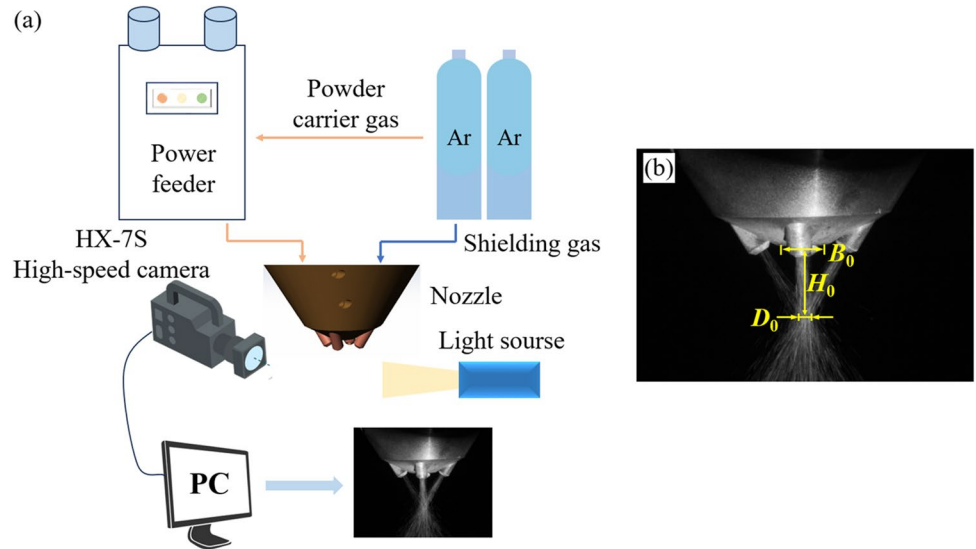 (a)
Powder
carrier gas
Ar
Ar
Power
feeder
HX-7S
High-speed camera
Shielding gas
Nozzle
Light sourse
PC
(b)
B₀
H₀
D₀